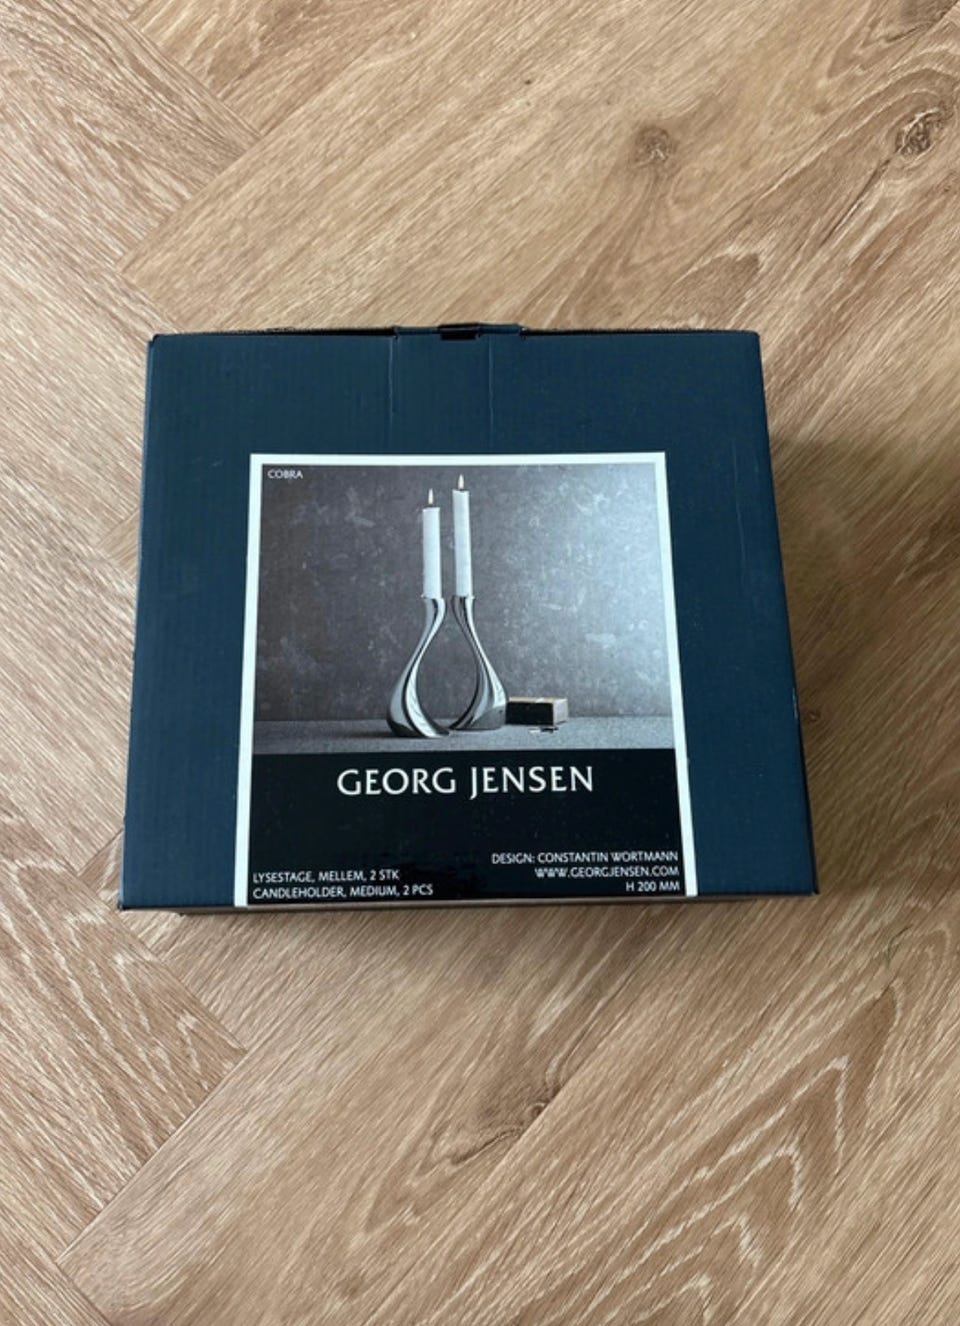 COBRA
GEORG JENSEN
LYSESTAGE, MELLEM, 2 STK
CANDLEHOLDER, MEDIUM, 2 PCS
DESIGN: CONSTANTIN WORTMANN
WWW.GEORGJENSEN.COM
H 200 MM